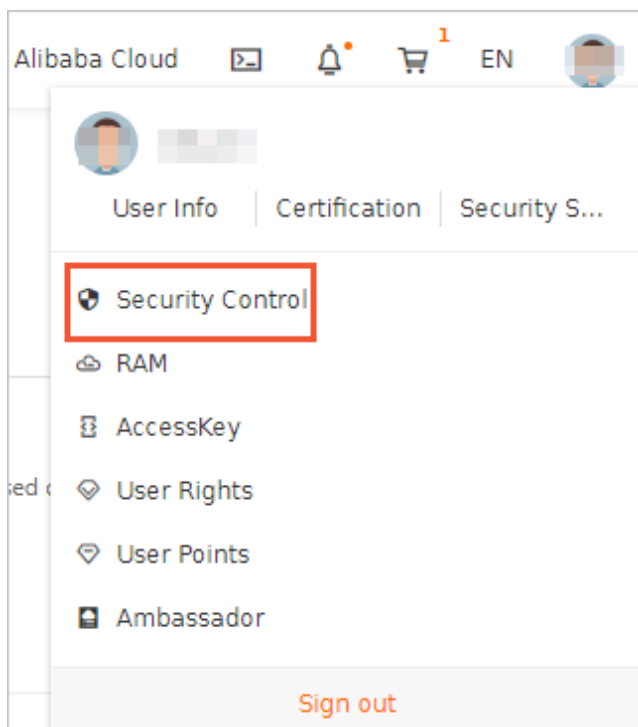 Alibaba Cloud 1 EN
User Info Certification Security S...
Security Control
RAM
AccessKey
sed
User Rights
User Points
Ambassador
Sign out